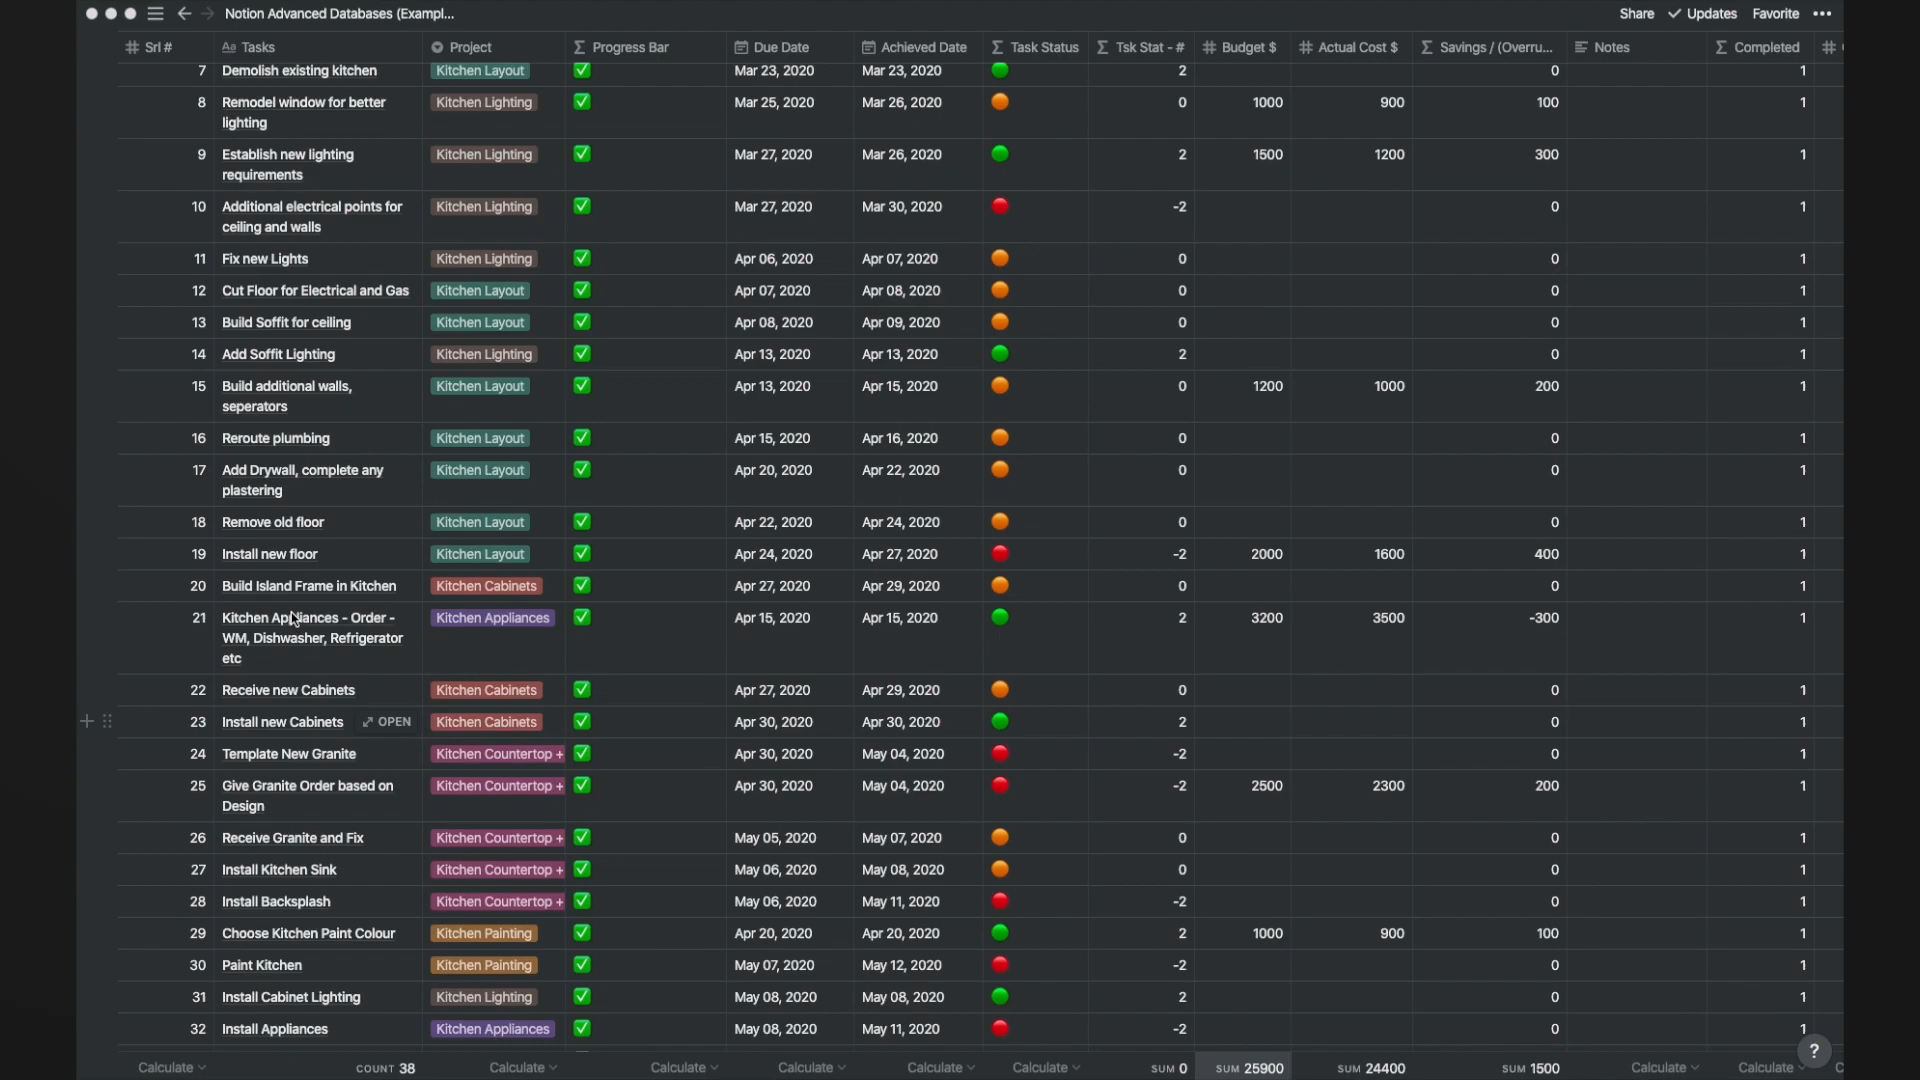 Notion Advanced Databases (Exampl...
Share ✓ Updates Favorite •••
# Srl # Aa Tasks Project Σ Progress Bar Due Date Achieved Date Σ Task Status Σ Tsk Stat - # # Budget $ # Actual Cost $ Σ Savings / (Overru... Notes Σ Completed #
7 Demolish existing kitchen Kitchen Layout ✅ Mar 23, 2020 Mar 23, 2020 2 0 1
8 Remodel window for better Kitchen Lighting ✅ Mar 25, 2020 Mar 26, 2020 0 1000 900 100 1
lighting
9 Establish new lighting Kitchen Lighting ✅ Mar 27, 2020 Mar 26, 2020 2 1500 1200 300 1
requirements
10 Additional electrical points for Kitchen Lighting ✅ Mar 27, 2020 Mar 30, 2020 -2 0 1
ceiling and walls
11 Fix new Lights Kitchen Lighting ✅ Apr 06, 2020 Apr 07, 2020 0 0 1
12 Cut Floor for Electrical and Gas Kitchen Layout ✅ Apr 07, 2020 Apr 08, 2020 0 0 1
13 Build Soffit for ceiling Kitchen Layout ✅ Apr 08, 2020 Apr 09, 2020 0 0 1
14 Add Soffit Lighting Kitchen Lighting ✅ Apr 13, 2020 Apr 13, 2020 2 0 1
15 Build additional walls, Kitchen Layout ✅ Apr 13, 2020 Apr 15, 2020 0 1200 1000 200 1
seperators
16 Reroute plumbing Kitchen Layout ✅ Apr 15, 2020 Apr 16, 2020 0 0 1
17 Add Drywall, complete any Kitchen Layout ✅ Apr 20, 2020 Apr 22, 2020 0 0 1
plastering
18 Remove old floor Kitchen Layout ✅ Apr 22, 2020 Apr 24, 2020 0 0 1
19 Install new floor Kitchen Layout ✅ Apr 24, 2020 Apr 27, 2020 -2 2000 1600 400 1
20 Build Island Frame in Kitchen Kitchen Cabinets ✅ Apr 27, 2020 Apr 29, 2020 0 0 1
21 Kitchen Appliances - Order - Kitchen Appliances ✅ Apr 15, 2020 Apr 15, 2020 2 3200 3500 -300 1
WM, Dishwasher, Refrigerator
etc
22 Receive new Cabinets Kitchen Cabinets ✅ Apr 27, 2020 Apr 29, 2020 0 0 1
23 Install new Cabinets OPEN Kitchen Cabinets ✅ Apr 30, 2020 Apr 30, 2020 2 0 1
24 Template New Granite Kitchen Countertop + ✅ Apr 30, 2020 May 04, 2020 -2 0 1
25 Give Granite Order based on Kitchen Countertop + ✅ Apr 30, 2020 May 04, 2020 -2 2500 2300 200 1
Design
26 Receive Granite and Fix Kitchen Countertop + ✅ May 05, 2020 May 07, 2020 0 0 1
27 Install Kitchen Sink Kitchen Countertop + ✅ May 06, 2020 May 08, 2020 0 0 1
28 Install Backsplash Kitchen Countertop + ✅ May 06, 2020 May 11, 2020 -2 0 1
29 Choose Kitchen Paint Colour Kitchen Painting ✅ Apr 20, 2020 Apr 20, 2020 2 1000 900 100 1
30 Paint Kitchen Kitchen Painting ✅ May 07, 2020 May 12, 2020 -2 0 1
31 Install Cabinet Lighting Kitchen Lighting ✅ May 08, 2020 May 08, 2020 2 0 1
32 Install Appliances Kitchen Appliances ✅ May 08, 2020 May 11, 2020 -2 0 1
?
Calculate COUNT 38 Calculate Calculate Calculate Calculate Calculate SUM 0 SUM 25900 SUM 24400 SUM 1500 Calculate Calculate C